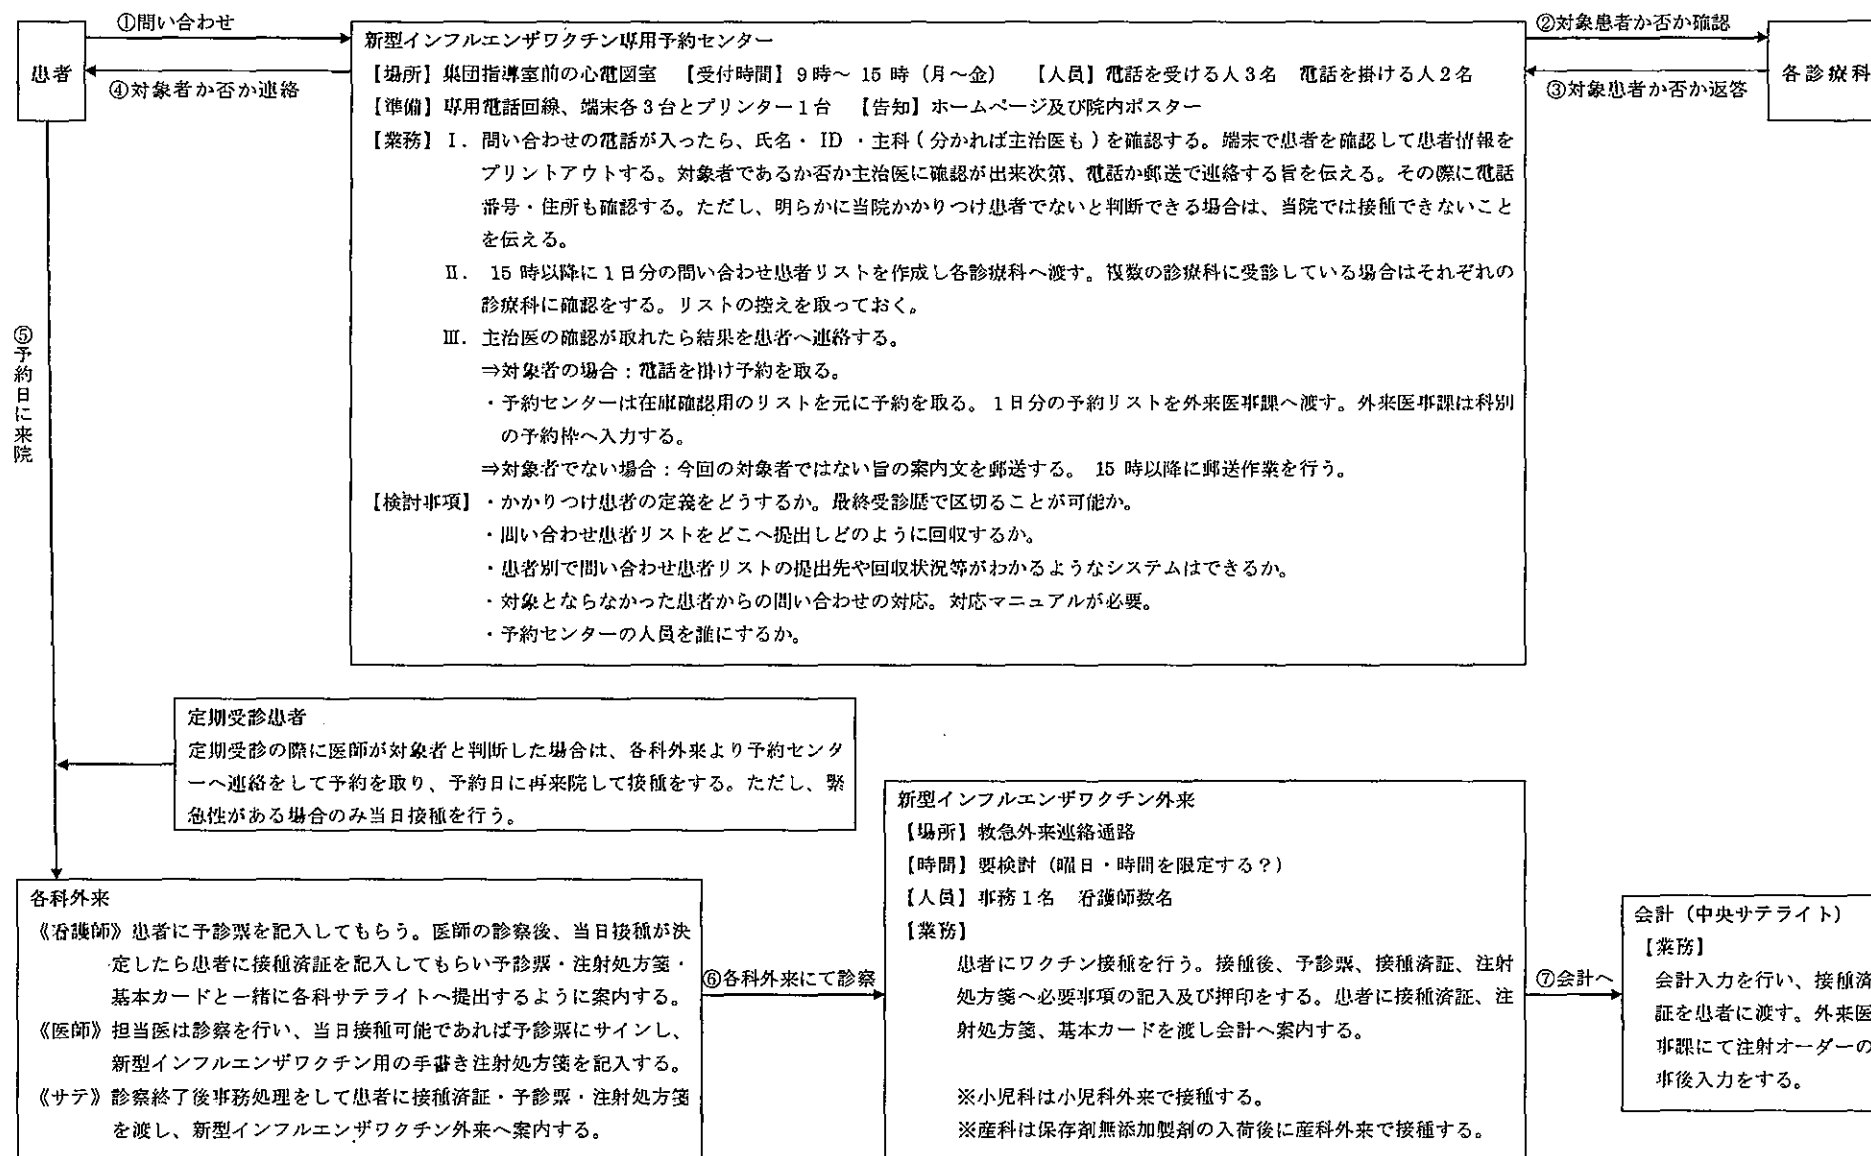 ①問い合わせ
②対象患者か否か確認
患者
各診療科
④対象者か否か連絡
③対象患者か否か返答
新型インフルエンザワクチン専用予約センター
【場所】集団指導室前の心電図室 【受付時間】9時～15時（月～金） 【人員】電話を受ける人3名 電話を掛ける人2名
【準備】専用電話回線、端末各3台とプリンター1台 【告知】ホームページ及び院内ポスター
【業務】Ⅰ．問い合わせの電話が入ったら、氏名・ID・主科（分かれば主治医も）を確認する。端末で患者を確認して患者情報を
プリントアウトする。対象者であるか否か主治医に確認が出来次第、電話か郵送で連絡する旨を伝える。その際に電話
番号・住所も確認する。ただし、明らかに当院かかりつけ患者でないと判断できる場合は、当院では接種できないこと
を伝える。
Ⅱ．15時以降に1日分の問い合わせ患者リストを作成し各診療科へ渡す。複数の診療科に受診している場合はそれぞれの
診療科に確認をする。リストの控えを取っておく。
Ⅲ．主治医の確認が取れたら結果を患者へ連絡する。
⇒対象者の場合：電話を掛け予約を取る。
・予約センターは在庫確認用のリストを元に予約を取る。1日分の予約リストを外来医事課へ渡す。外来医事課は科別
の予約枠へ入力する。
⇒対象者でない場合：今回の対象者ではない旨の案内文を郵送する。15時以降に郵送作業を行う。
【検討事項】・かかりつけ患者の定義をどうするか。最終受診歴で区切ることが可能か。
・問い合わせ患者リストをどこへ提出しどのように回収するか。
・患者別で問い合わせ患者リストの提出先や回収状況等がわかるようなシステムはできるか。
・対象とならなかった患者からの問い合わせの対応。対応マニュアルが必要。
・予約センターの人員を誰にするか。
⑤予約日に来院
定期受診患者
定期受診の際に医師が対象者と判断した場合は、各科外来より予約センタ
ーへ連絡をして予約を取り、予約日に再来院して接種をする。ただし、緊
急性がある場合のみ当日接種を行う。
各科外来
《看護師》患者に予診票を記入してもらう。医師の診察後、当日接種が決
定したら患者に接種済証を記入してもらい予診票・注射処方箋・
基本カードと一緒に各科サテライトへ提出するように案内する。
《医師》担当医は診察を行い、当日接種可能であれば予診票にサインし、
新型インフルエンザワクチン用の手書き注射処方箋を記入する。
《サテ》診察終了後事務処理をして患者に接種済証・予診票・注射処方箋
を渡し、新型インフルエンザワクチン外来へ案内する。
⑥各科外来にて診察
新型インフルエンザワクチン外来
【場所】救急外来連絡通路
【時間】要検討（曜日・時間を限定する？）
【人員】事務1名 看護師数名
【業務】
患者にワクチン接種を行う。接種後、予診票、接種済証、注射
処方箋へ必要事項の記入及び押印をする。患者に接種済証、注
射処方箋、基本カードを渡し会計へ案内する。
※小児科は小児科外来で接種する。
※産科は保存剤無添加製剤の入荷後に産科外来で接種する。
⑦会計へ
会計（中央サテライト）
【業務】
会計入力を行い、接種済
証を患者に渡す。外来医
事課にて注射オーダーの
事後入力をする。